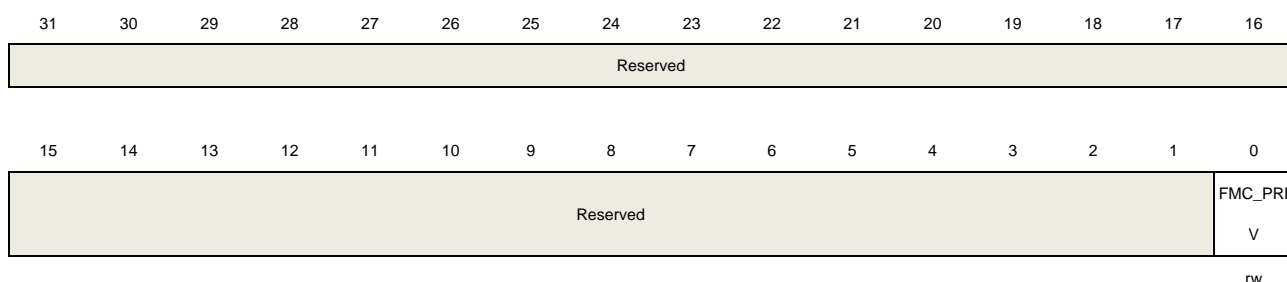 31 30 29 28 27 26 25 24 23 22 21 20 19 18 17 16
Reserved
15 14 13 12 11 10 9 8 7 6 5 4 3 2 1 0
Reserved
FMC_PRI
V
rw